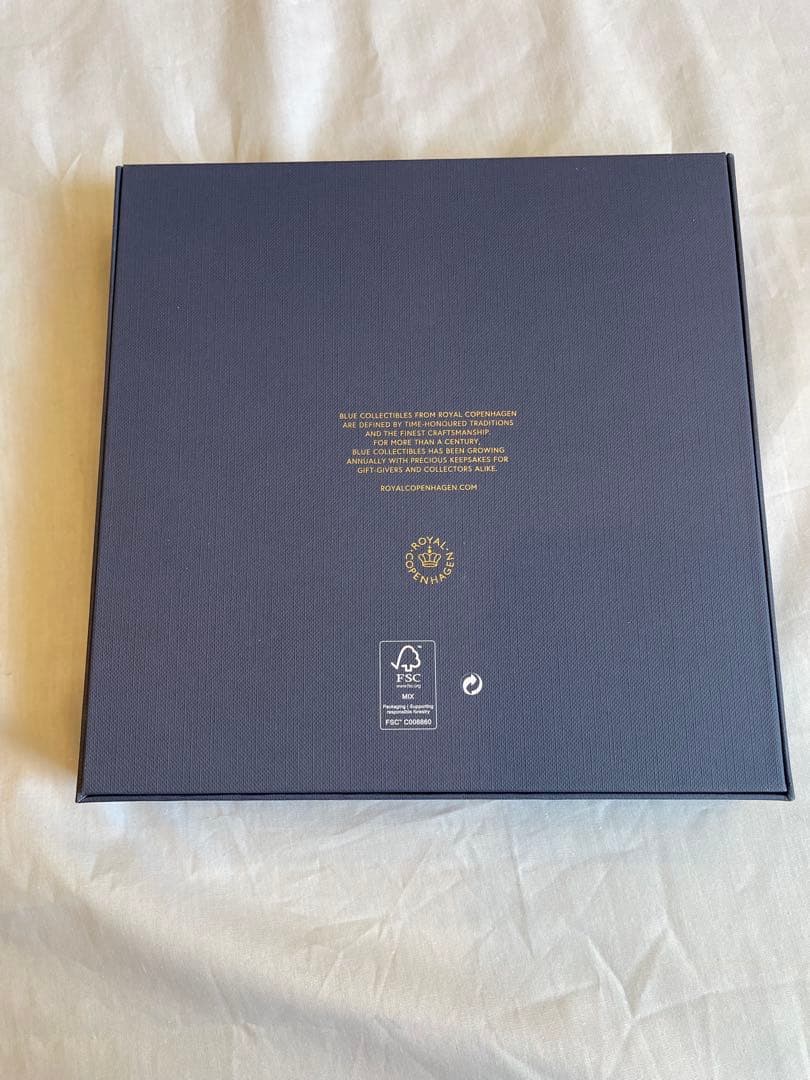 BLUE COLLECTIBLES FROM ROYAL COPENHAGEN
ARE DEFINED BY TIME-HONOURED TRADITIONS
AND THE FINEST CRAFTSMANSHIP.
FOR MORE THAN A CENTURY,
BLUE COLLECTIBLES HAS BEEN GROWING
ANNUALLY WITH PRECIOUS KEEPSAKES FOR
GIFT-GIVERS AND COLLECTORS ALIKE.
ROYALCOPENHAGEN.COM
ROYAL
COPENHAGEN
FSC
www.fsc.org
MIX
Packaging | Supporting
responsible forestry
FSC™ C008860